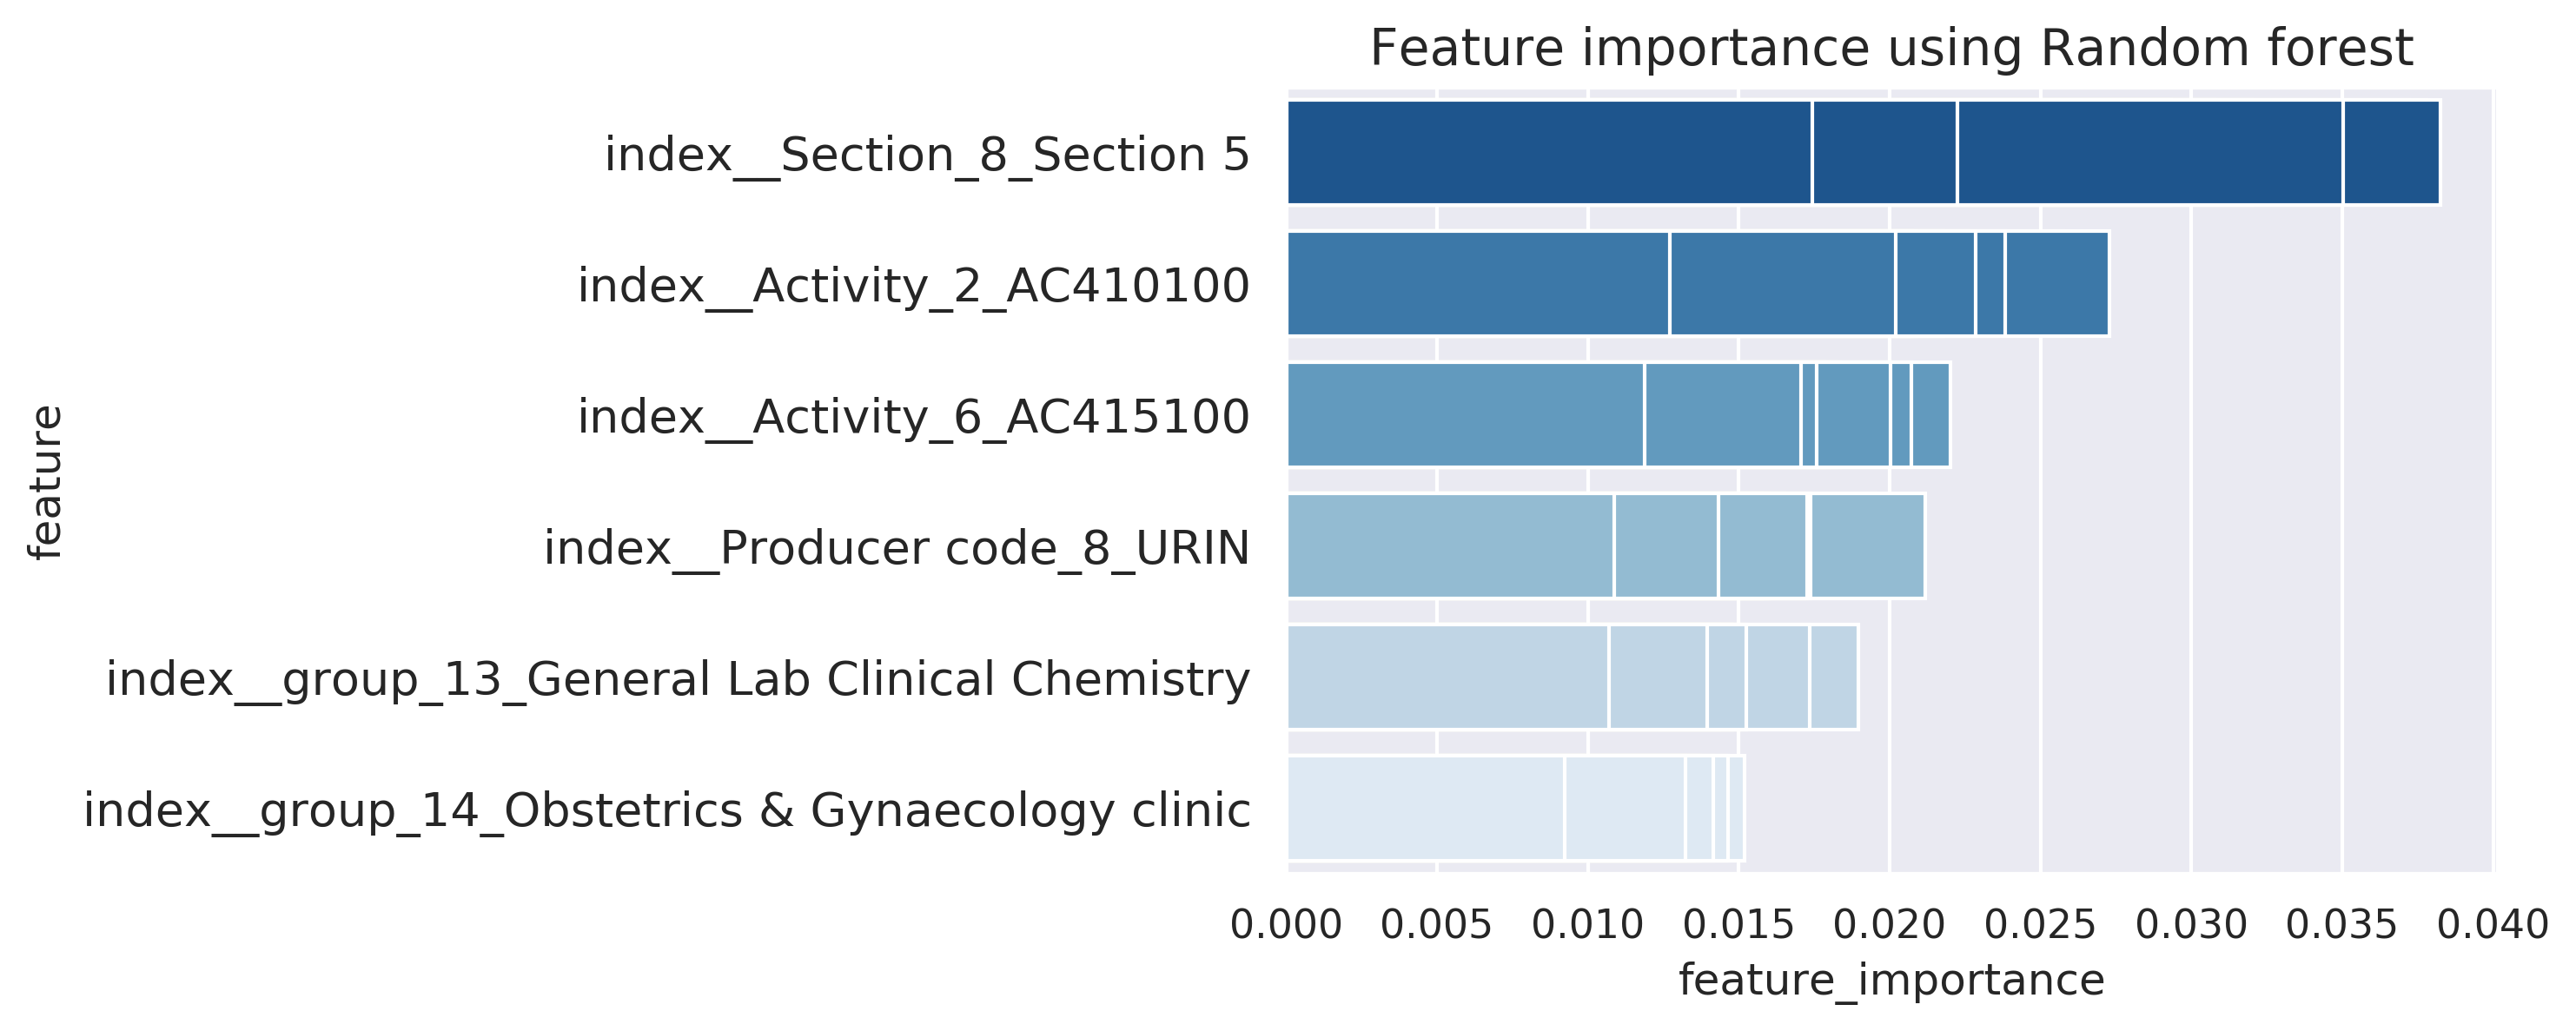 Feature importance using Random forest
feature
index__Section_8_Section 5
index__Activity_2_AC410100
index__Activity_6_AC415100
index__Producer code_8_URIN
index__group_13_General Lab Clinical Chemistry
index__group_14_Obstetrics & Gynaecology clinic
0.000 0.005 0.010 0.015 0.020 0.025 0.030 0.035 0.040
feature_importance